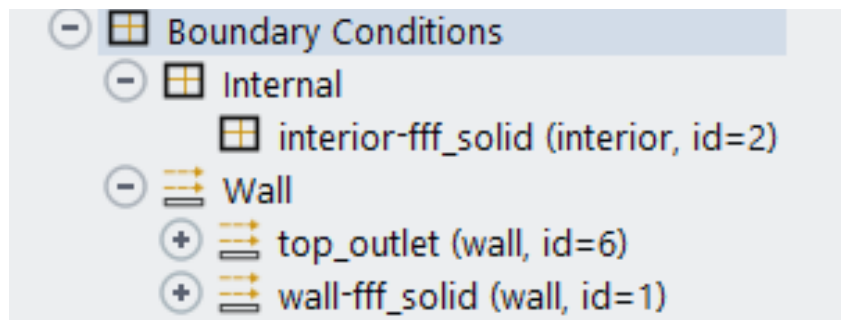 Boundary Conditions
Internal
interior-fff_solid (interior, id=2)
Wall
top_outlet (wall, id=6)
wall-fff_solid (wall, id=1)